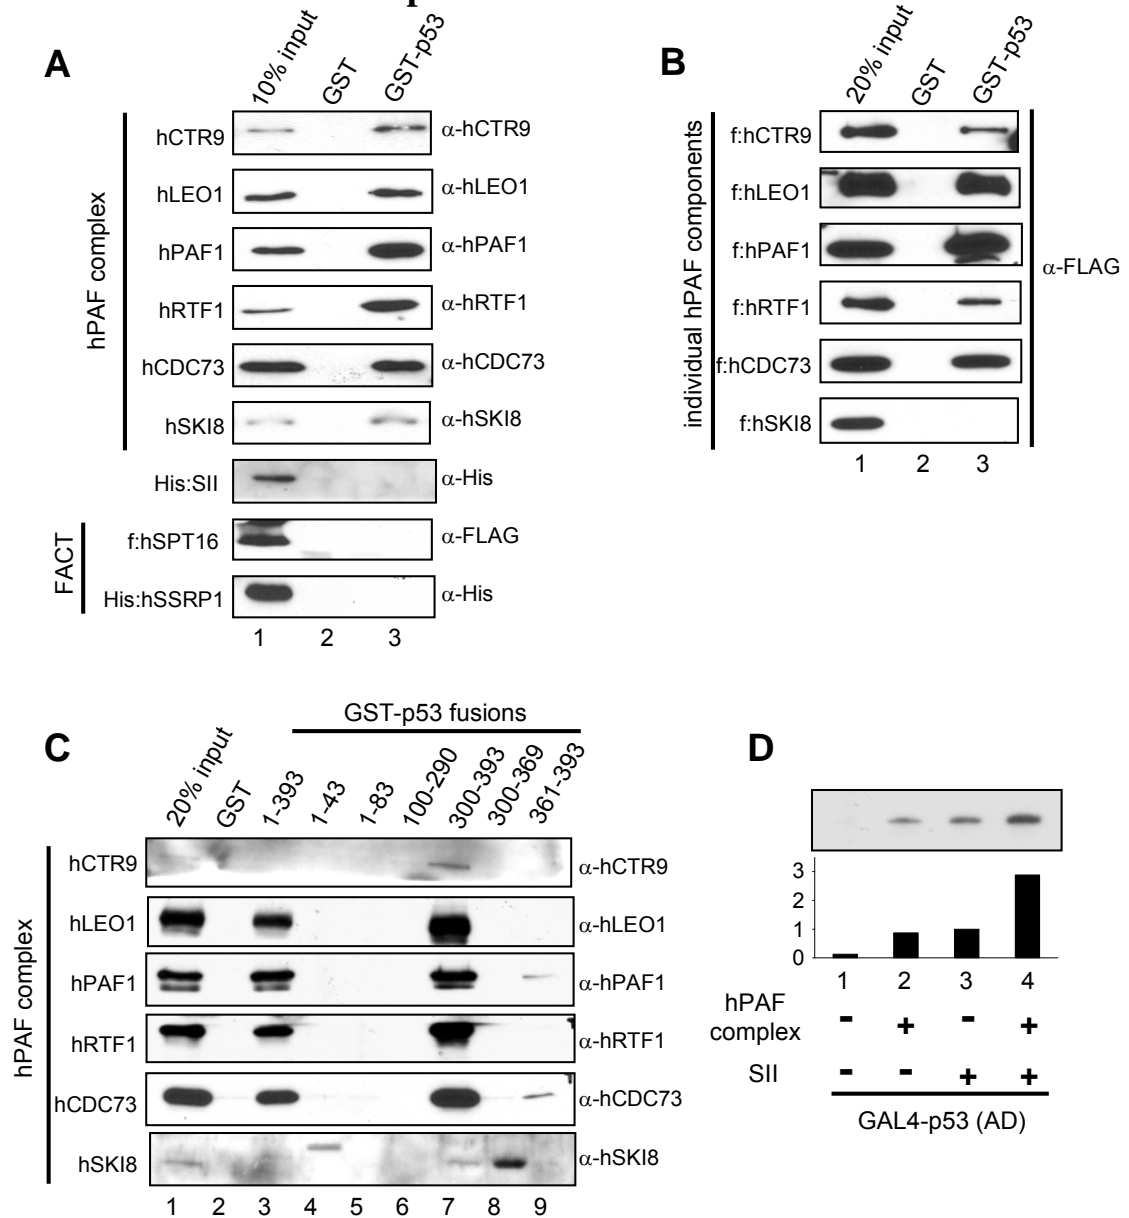 A
10% input
GST
GST-p53
hPAF complex
hCTR9
α-hCTR9
hLEO1
α-hLEO1
hPAF1
α-hPAF1
hRTF1
α-hRTF1
hCDC73
α-hCDC73
hSKI8
α-hSKI8
His:SII
α-His
FACT
f:hSPT16
α-FLAG
His:hSSRP1
α-His
1 2 3
B
20% input
GST
GST-p53
individual hPAF components
f:hCTR9
f:hLEO1
f:hPAF1
f:hRTF1
f:hCDC73
f:hSKI8
α-FLAG
1 2 3
C
GST-p53 fusions
20% input
GST
1-393
1-43
1-83
100-290
300-393
300-369
361-393
hPAF complex
hCTR9
α-hCTR9
hLEO1
α-hLEO1
hPAF1
α-hPAF1
hRTF1
α-hRTF1
hCDC73
α-hCDC73
hSKI8
α-hSKI8
1 2 3 4 5 6 7 8 9
D
3
2
1
0
1 2 3 4
hPAF
complex
- + - +
SII
- - + +
GAL4-p53 (AD)